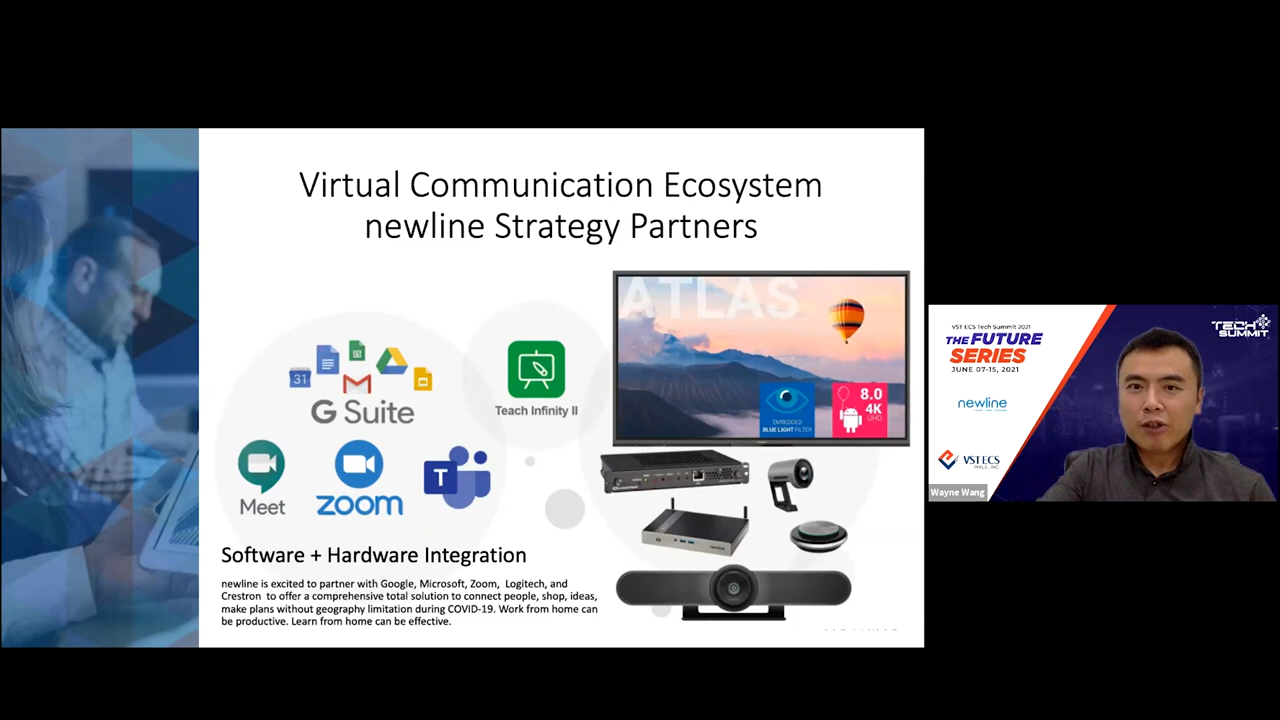 Virtual Communication Ecosystem
newline Strategy Partners
31
G Suite
Teach Infinity II
Meet
zoom
T
ATLAS
EMBEDDED
BLUE LIGHT FILTER
8.0
4K
UHD
Software + Hardware Integration
newline is excited to partner with Google, Microsoft, Zoom, Logitech, and
Crestron to offer a comprehensive total solution to connect people, shop, ideas,
make plans without geography limitation during COVID-19. Work from home can
be productive. Learn from home can be effective.
VST ECS Tech Summit 2021
THE FUTURE
SERIES
JUNE 07-15, 2021
newline
VSTECS
PHILS. INC.
TECH
SUMMIT
Wayne Wang